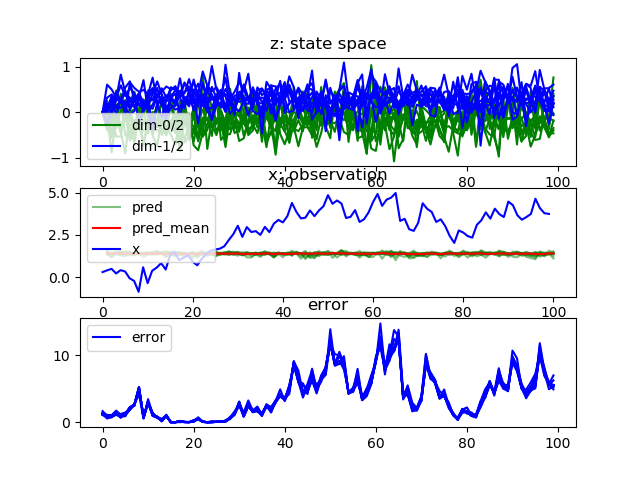 z: state space
1
0
−1
dim-0/2
dim-1/2
0 20 40 60 80 100
x: observation
5.0
2.5
0.0
pred
pred_mean
x
0 20 40 60 80 100
error
10
0
error
0 20 40 60 80 100